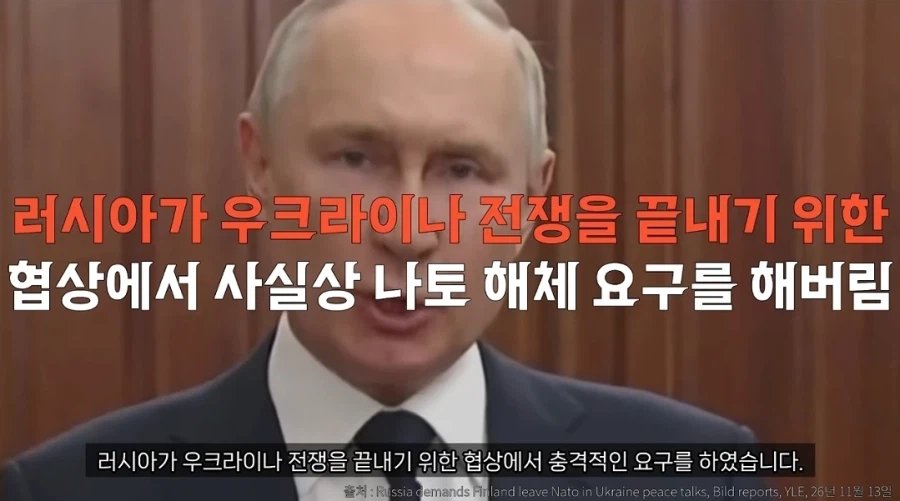 러시아가 우크라이나 전쟁을 끝내기 위한
협상에서 사실상 나토 해체 요구를 해버림
러시아가 우크라이나 전쟁을 끝내기 위한 협상에서 충격적인 요구를 하였습니다.
출처 : Russia demands Finland leave Nato in Ukraine peace talks, Bild reports, YLE, 26년 11월 13일